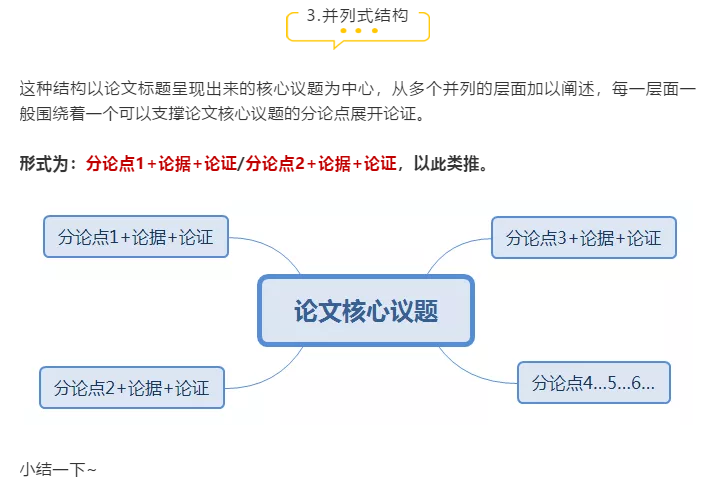 3.并列式结构
这种结构以论文标题呈现出来的核心议题为中心，从多个并列的层面加以阐述，每一层面一
般围绕着一个可以支撑论文核心议题的分论点展开论证。
形式为：分论点1+论据+论证/分论点2+论据+论证，以此类推。
分论点1+论据+论证
分论点3+论据+论证
论文核心议题
分论点2+论据+论证
分论点4...5...6...
小结一下~